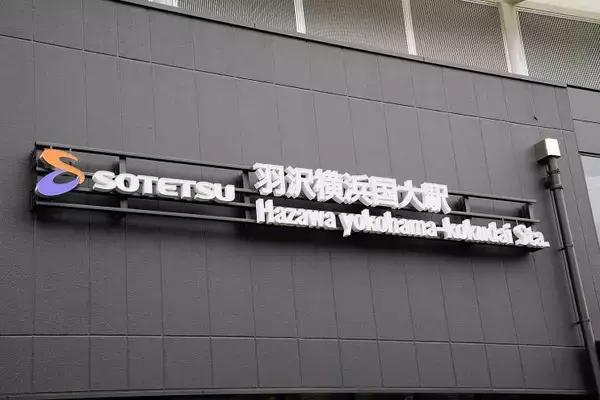 SOTETSU 羽沢横浜国大駅
Hazawa yokohama-kokudai Sta.